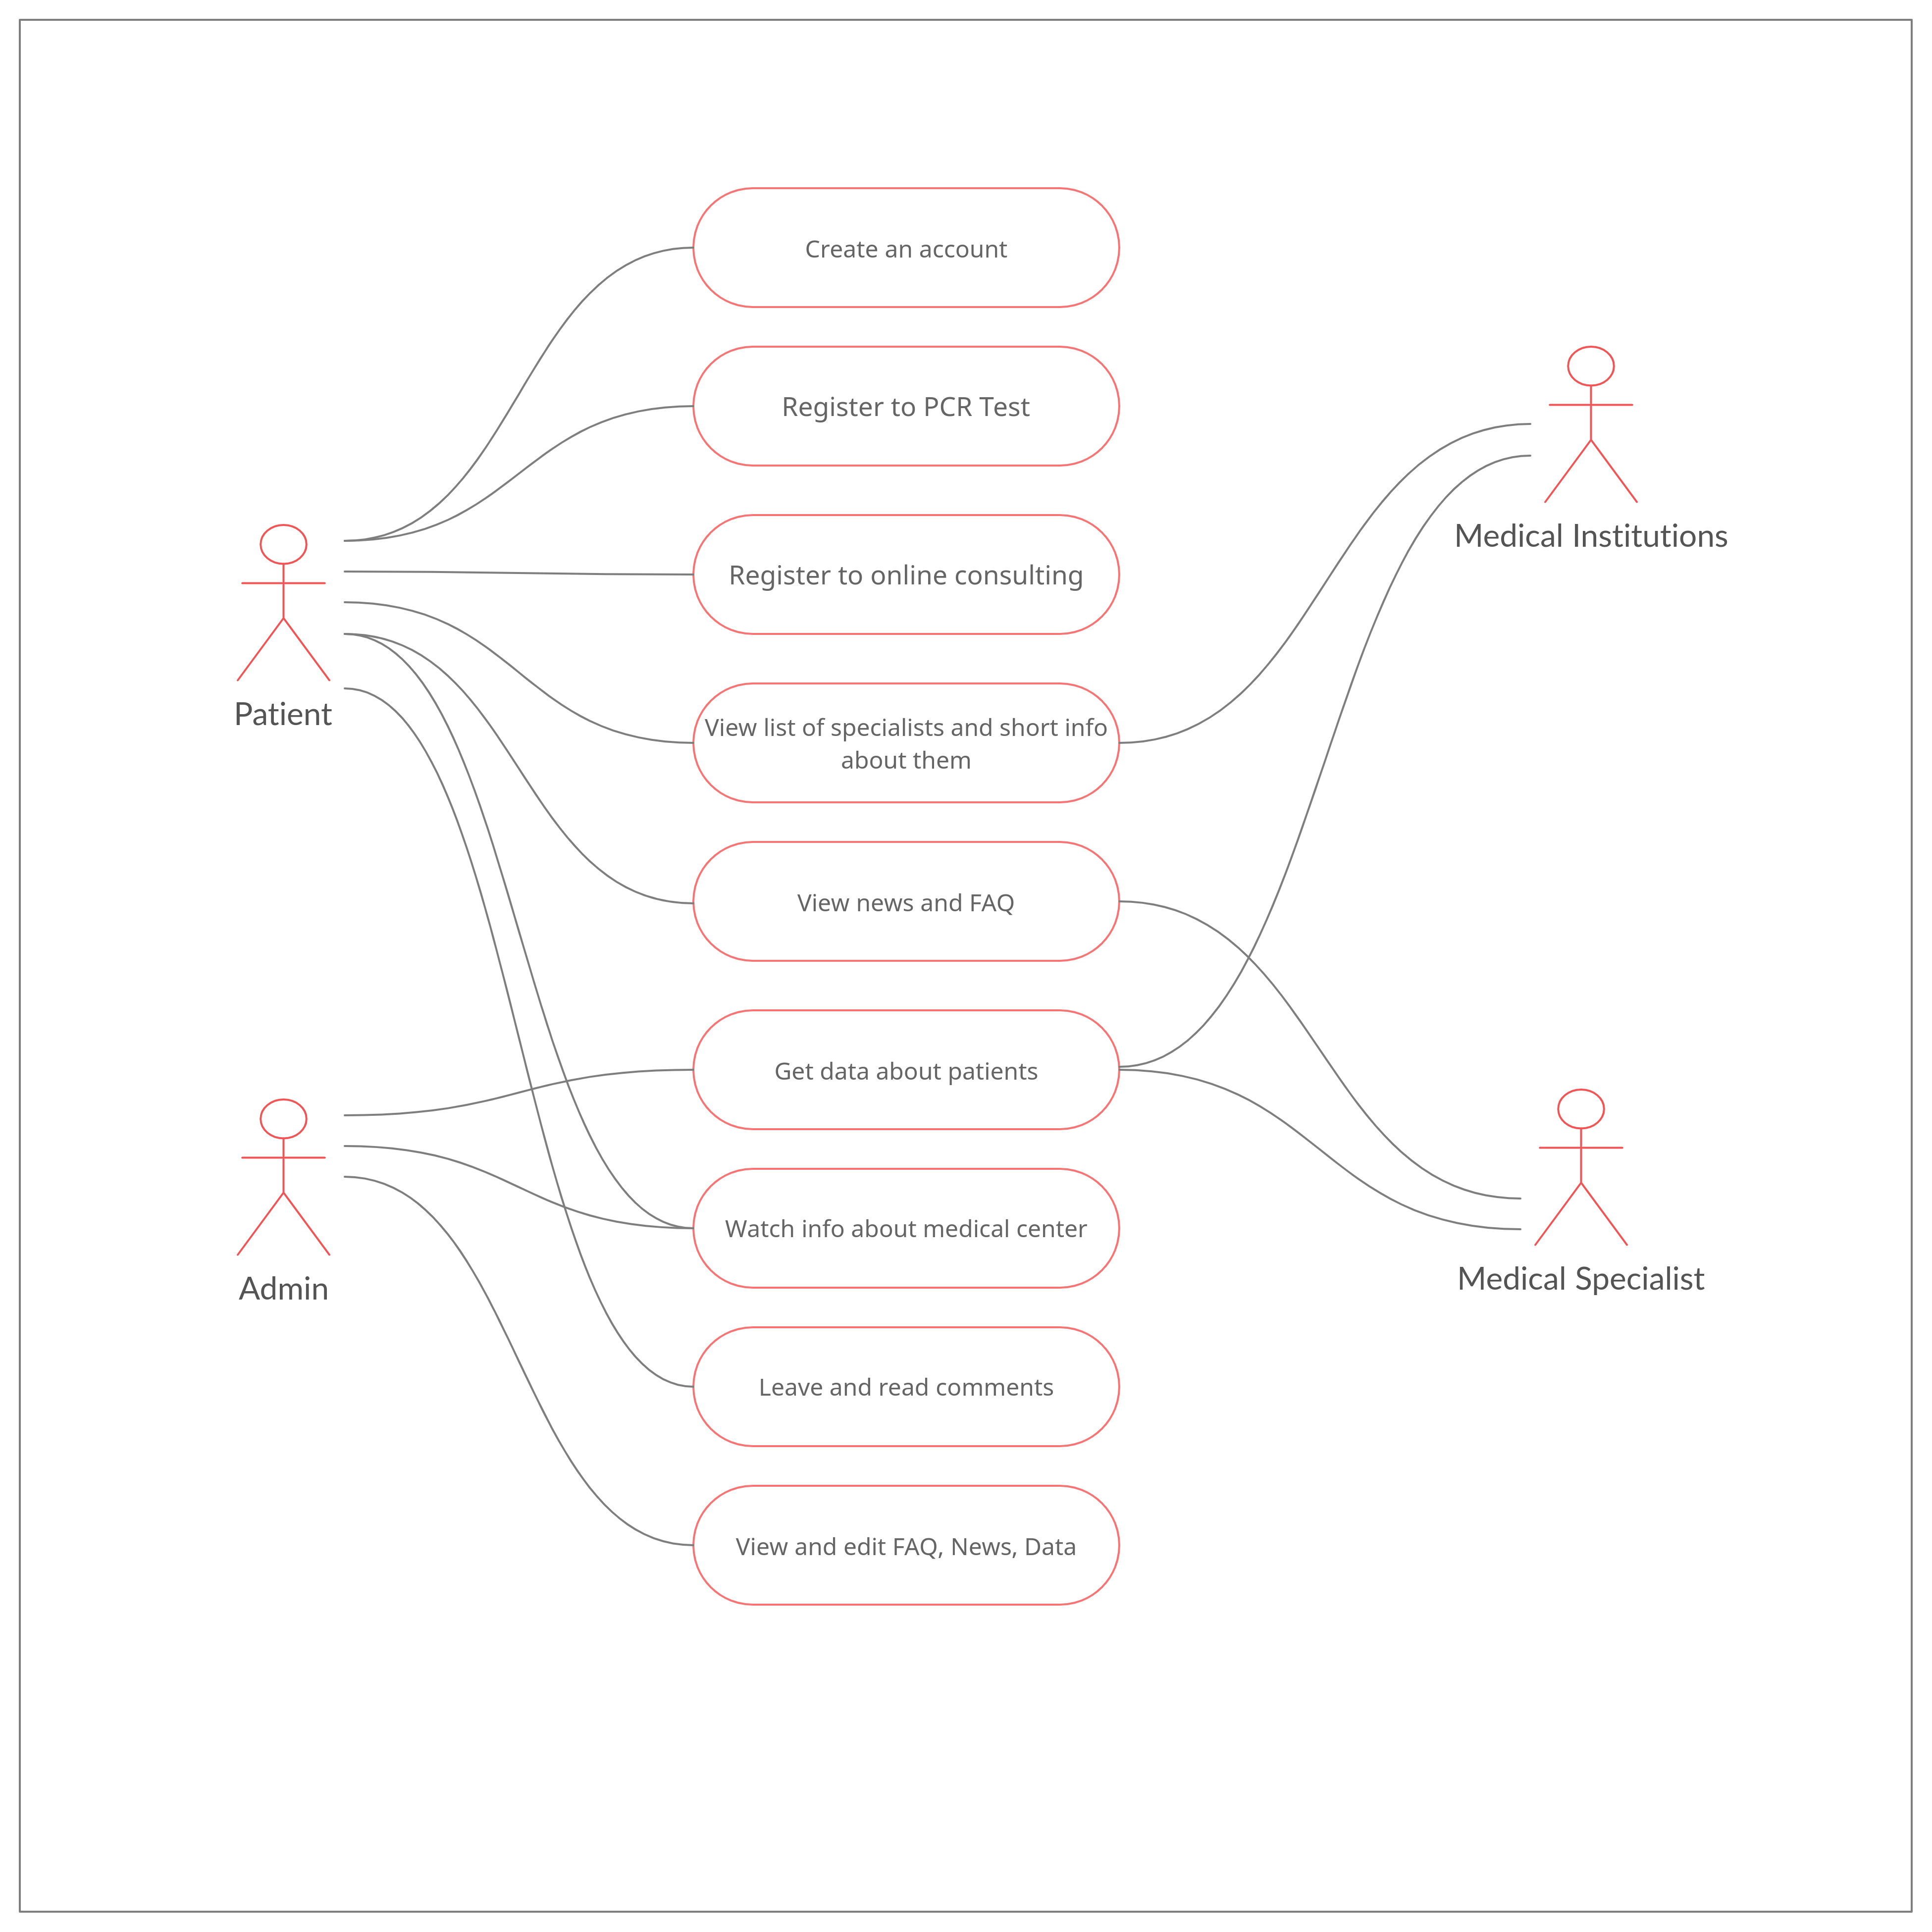 Create an account
Register to PCR Test
Medical Institutions
Register to online consulting
Patient
View list of specialists and short info
about them
View news and FAQ
Get data about patients
Watch info about medical center
Admin
Medical Specialist
Leave and read comments
View and edit FAQ, News, Data